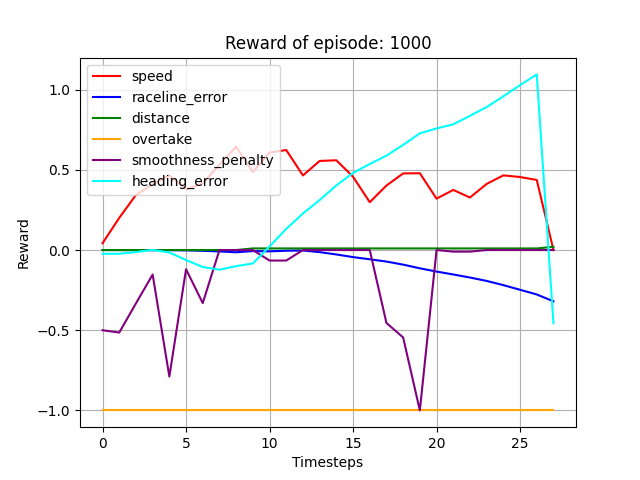 Reward of episode: 1000
speed
raceline_error
distance
overtake
smoothness_penalty
heading_error
1.0
0.5
0.0
−0.5
−1.0
Reward
0 5 10 15 20 25
Timesteps